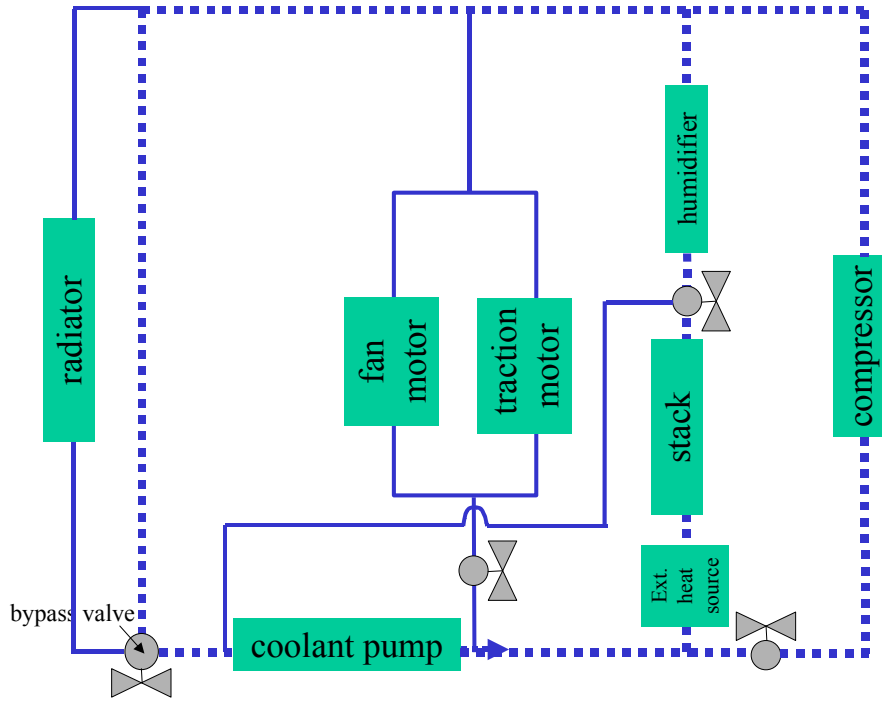 humidifier
radiator
fan
motor
traction
motor
stack
compressor
Ext.
heat
source
bypass valve
coolant pump